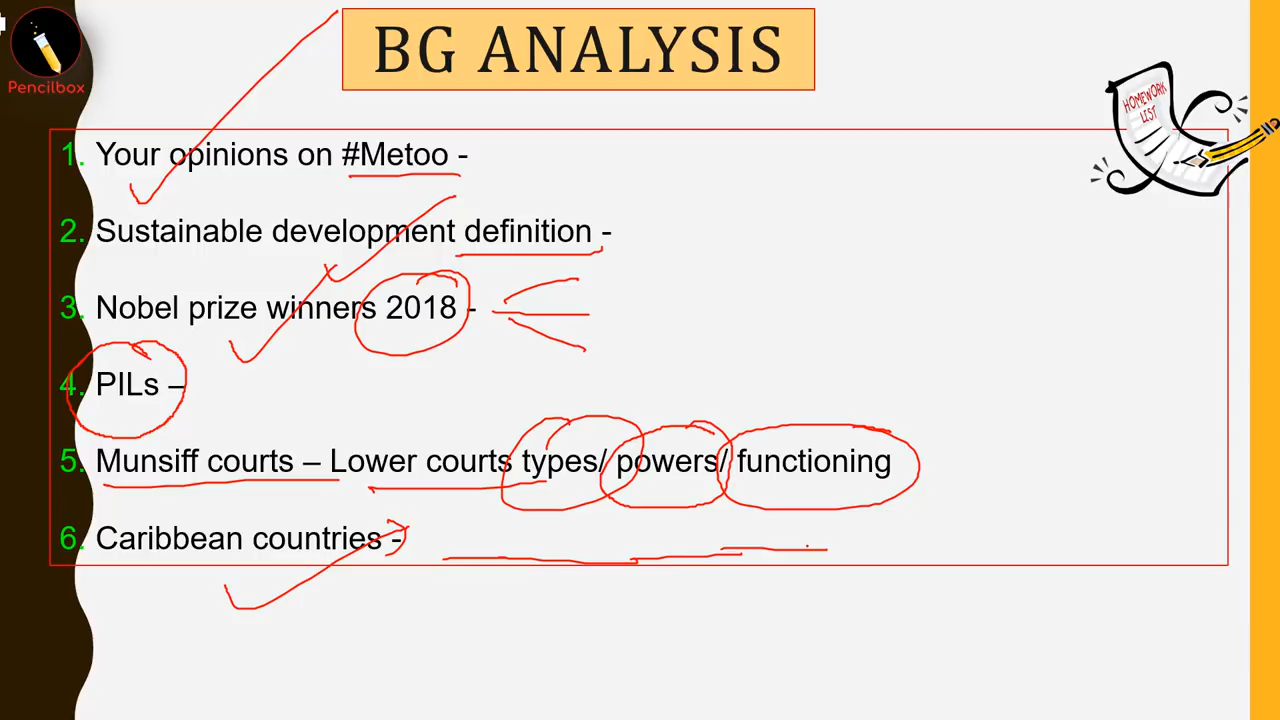 BG ANALYSIS
Pencilbox
HOMEWORK
LIST
1. Your opinions on #Metoo -
2. Sustainable development definition -
3. Nobel prize winners 2018 -
4. PILs –
5. Munsiff courts – Lower courts types/ powers/ functioning
6. Caribbean countries -